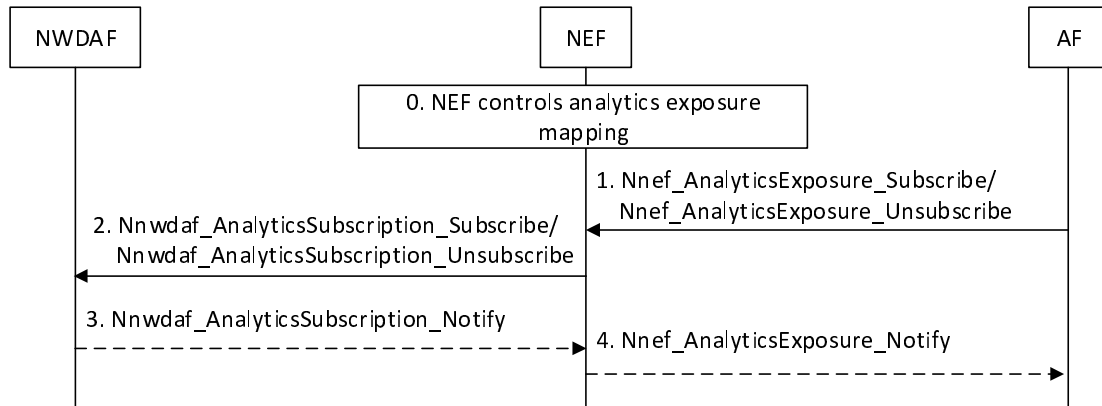 NWDAF
NEF
AF
0. NEF controls analytics exposure
mapping
1. Nnef_AnalyticsExposure_Subscribe/
Nnef_AnalyticsExposure_Unsubscribe
2. Nnwdaf_AnalyticsSubscription_Subscribe/
Nnwdaf_AnalyticsSubscription_Unsubscribe
3. Nnwdaf_AnalyticsSubscription_Notify
4. Nnef_AnalyticsExposure_Notify